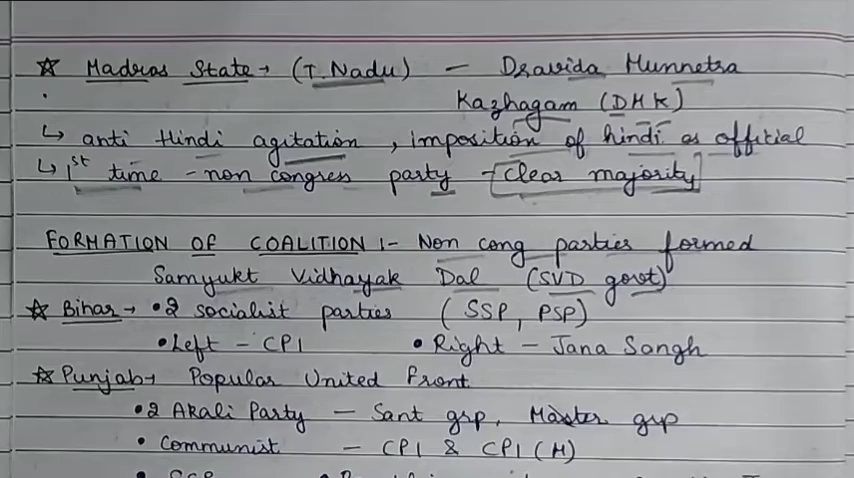 ☆ Madras State → (T. Nadu) - Dravida Munnetra
Kazhagam (DMK)
↳ anti Hindi agitation, imposition of hindi as official
↳ 1st time - non congress party - [clear majority]
FORMATION OF COALITION :- Non cong parties formed
Samyukt Vidhayak Dal (SVD govt)
☆ Bihar → • 2 socialist parties (SSP, PSP)
• Left - CPI • Right - Jana Sangh
☆ Punjab → Popular United Front
• 2 Akali Party - Sant grp, Master grp
• Communist - CPI & CPI (M)